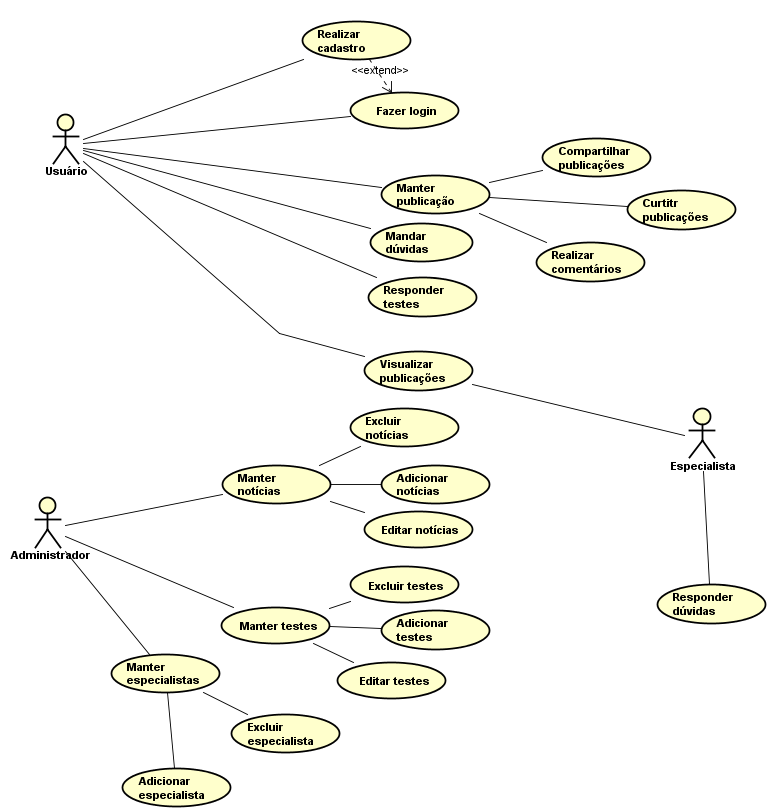 Realizar
cadastro
<<extend>>
Fazer login
Usuário
Compartilhar
publicações
Manter
publicação
Curtitr
publicações
Mandar
dúvidas
Realizar
comentários
Responder
testes
Visualizar
publicações
Excluir
notícias
Especialista
Manter
notícias
Adicionar
notícias
Editar notícias
Administrador
Excluir testes
Responder
dúvidas
Manter testes
Adicionar
testes
Manter
especialistas
Editar testes
Excluir
especialista
Adicionar
especialista